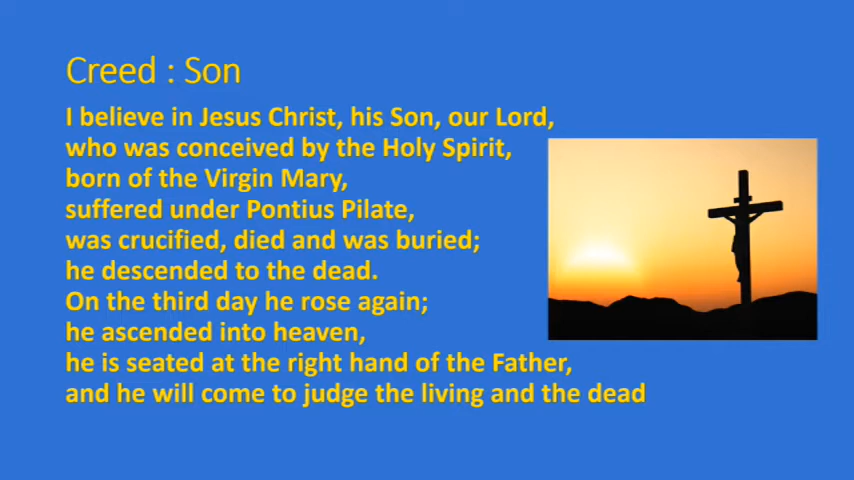 Creed : Son
I believe in Jesus Christ, his Son, our Lord,
who was conceived by the Holy Spirit,
born of the Virgin Mary,
suffered under Pontius Pilate,
was crucified, died and was buried;
he descended to the dead.
On the third day he rose again;
he ascended into heaven,
he is seated at the right hand of the Father,
and he will come to judge the living and the dead